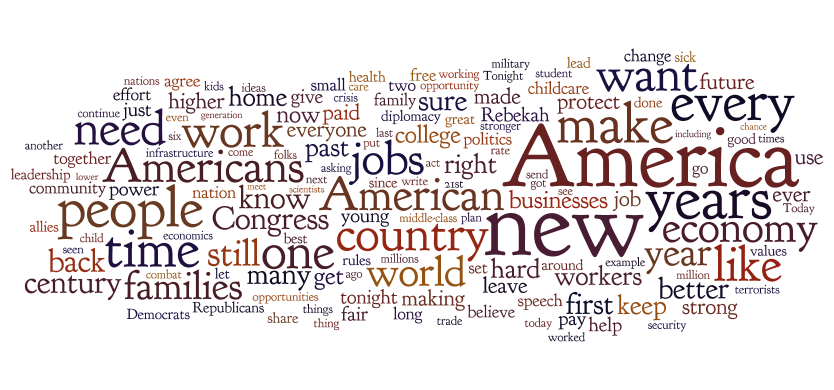 military
change sick
lead
nations agree kids ideas health free working Tonight student want future
small care two opportunity childcare
effort higher home give crisis family sure made protect done every
continue just now paid diplomacy great Rebekah make
even generation
need six work everyone last college politics stronger America including chance
another past put rate good times
together infrastructure come folks asking jobs act right go use
leadership lower Americans next since write 21st send got
community power nation meet scientists American see years ever
people know businesses job Today
allies Congress young middle-class plan new economy
child economics best country
seen time still one rules millions year values
back combat let many get ago world set hard around example million like
century families workers terrorists
opportunities tonight making leave better
Democrats Republicans things fair long believe speech first keep strong
share thing trade today pay help security
worked